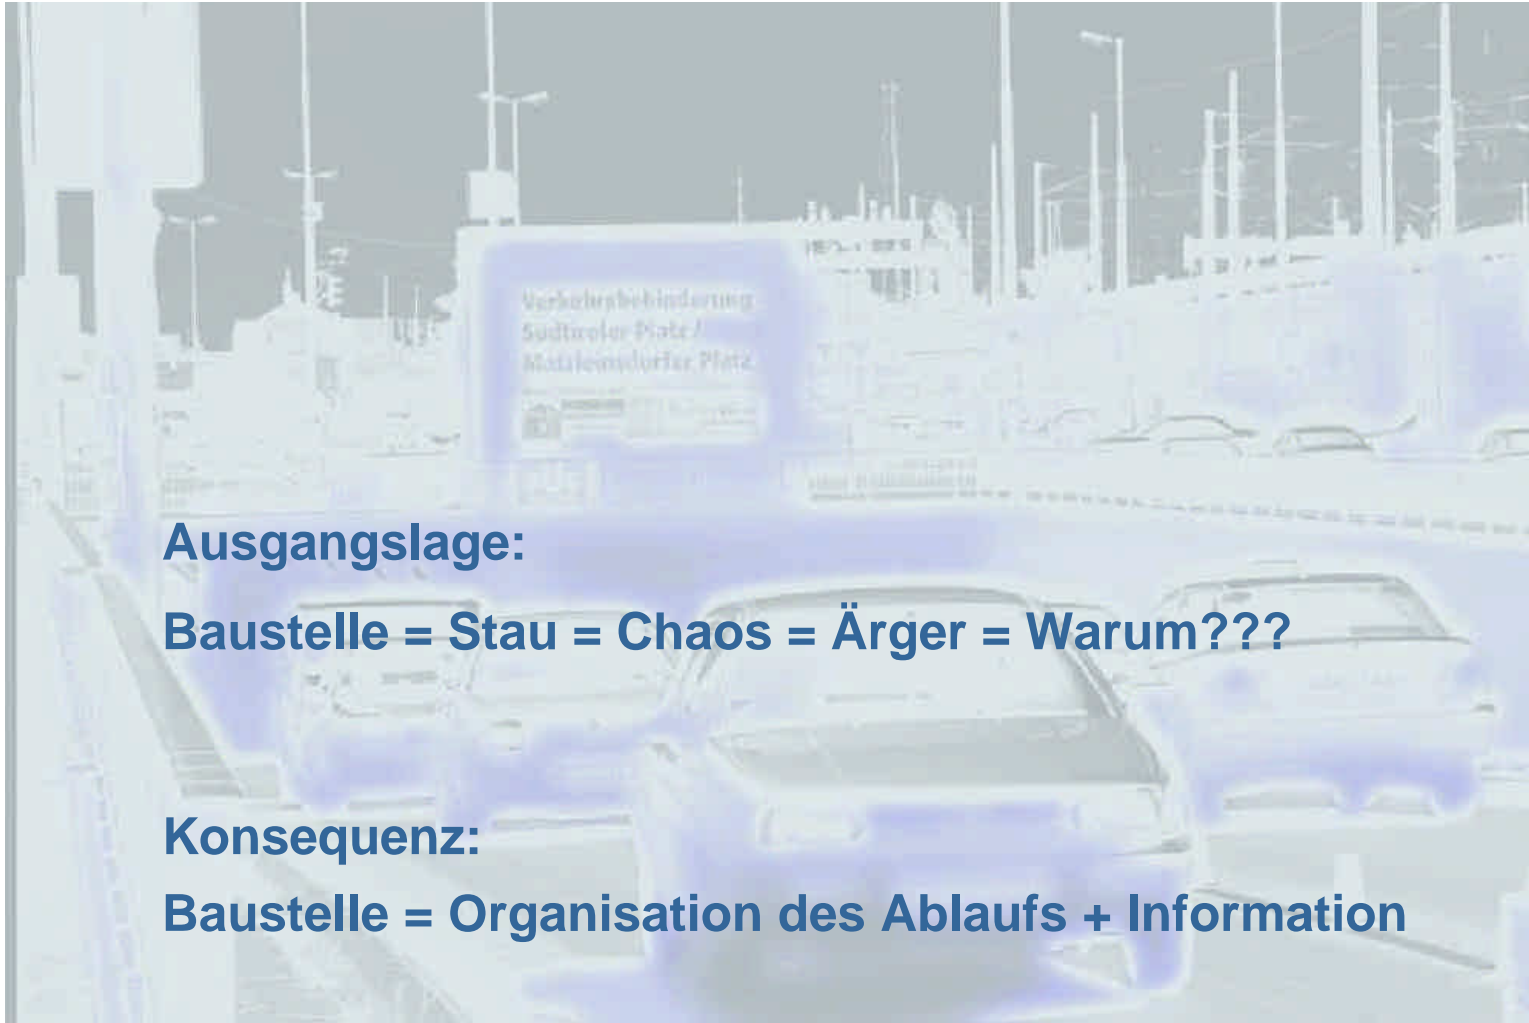 Verkehrsbehinderung
Südtiroler Platz /
Matzleinsdorfer Platz
Ausgangslage:
Baustelle = Stau = Chaos = Ärger = Warum???
Konsequenz:
Baustelle = Organisation des Ablaufs + Information